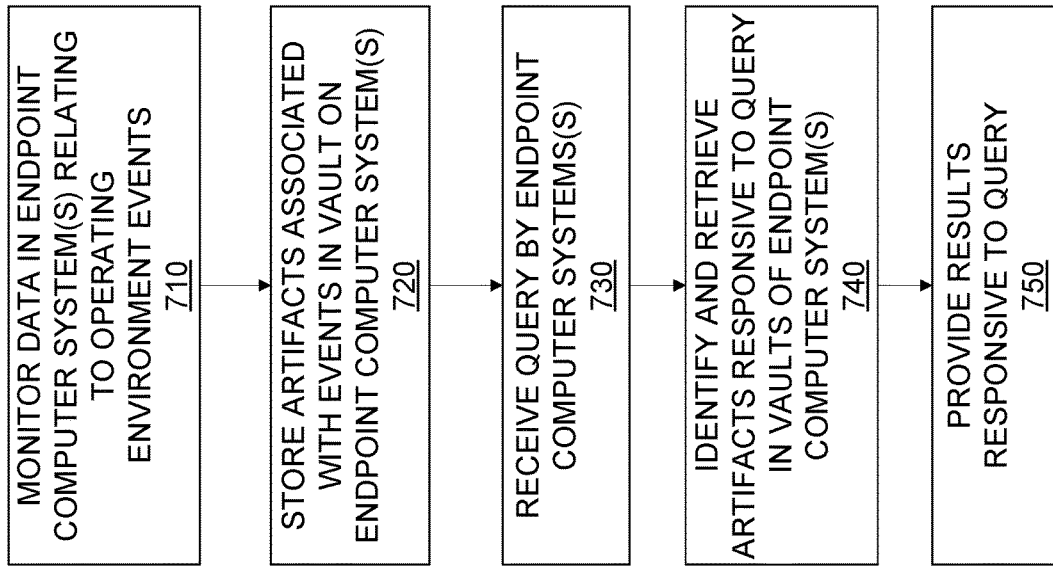 MONITOR DATA IN ENDPOINT
COMPUTER SYSTEM(S) RELATING
TO OPERATING
ENVIRONMENT EVENTS
710
STORE ARTIFACTS ASSOCIATED
WITH EVENTS IN VAULT ON
ENDPOINT COMPUTER SYSTEM(S)
720
RECEIVE QUERY BY ENDPOINT
COMPUTER SYSTEMS(S)
730
IDENTIFY AND RETRIEVE
ARTIFACTS RESPONSIVE TO QUERY
IN VAULTS OF ENDPOINT
COMPUTER SYSTEM(S)
740
PROVIDE RESULTS
RESPONSIVE TO QUERY
750